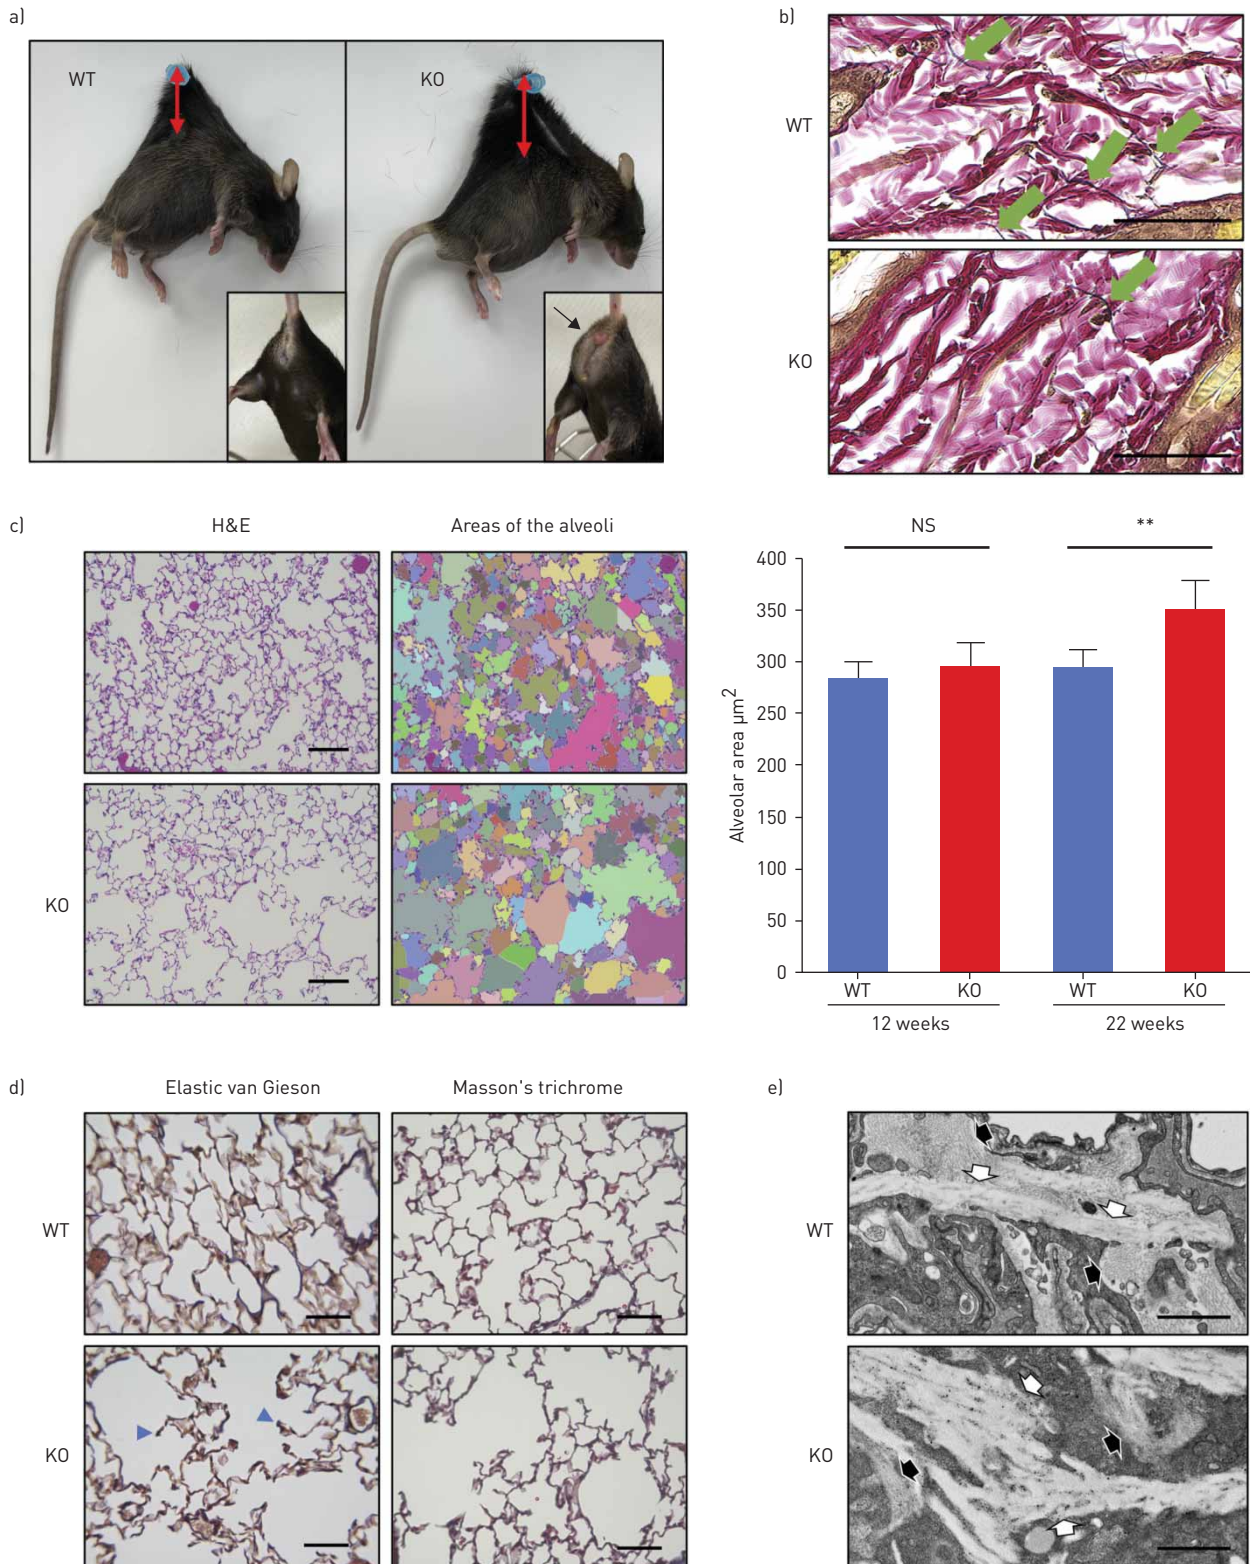 a)
WT
KO
b)
WT
KO
c)
H&E
Areas of the alveoli
KO
NS
**
400
350
300
250
200
150
100
50
0
Alveolar area µm2
WT
KO
WT
KO
12 weeks
22 weeks
d)
Elastic van Gieson
Masson's trichrome
WT
KO
e)
WT
KO